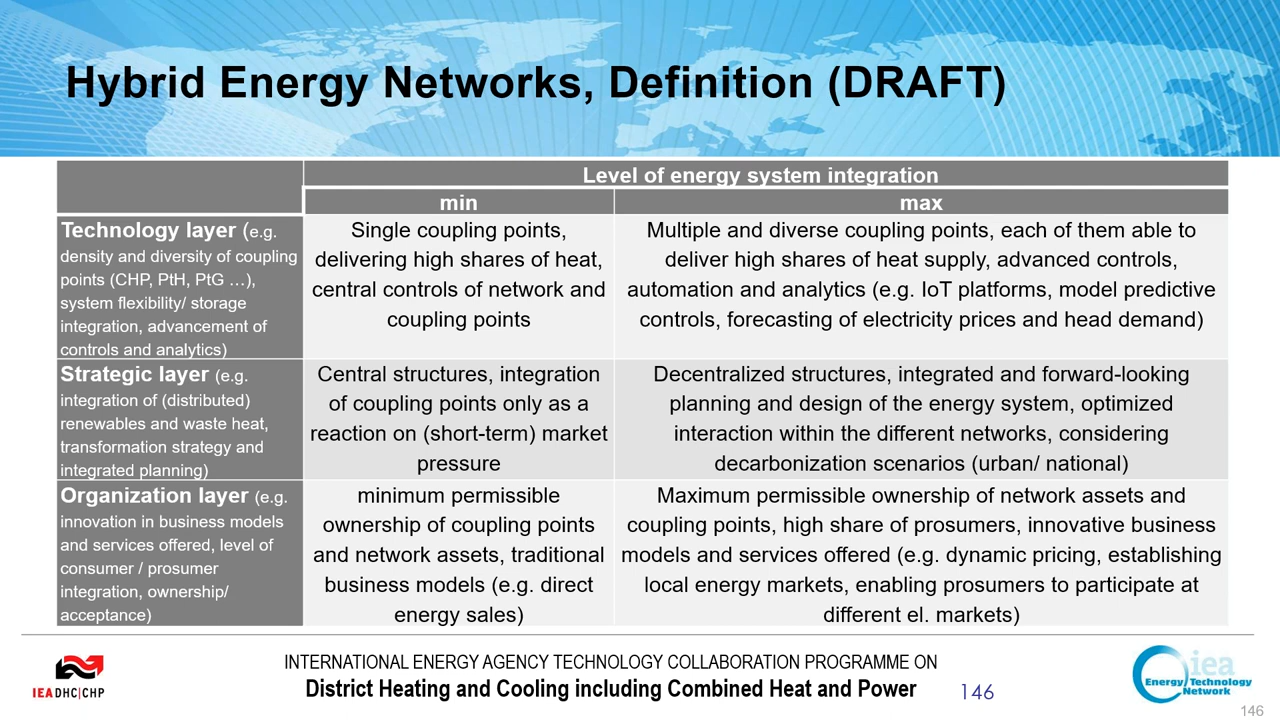 Hybrid Energy Networks, Definition (DRAFT)
Level of energy system integration
min
max
Technology layer (e.g.
density and diversity of coupling
points (CHP, PtH, PtG …),
system flexibility/ storage
integration, advancement of
controls and analytics)
Single coupling points,
delivering high shares of heat,
central controls of network and
coupling points
Multiple and diverse coupling points, each of them able to
deliver high shares of heat supply, advanced controls,
automation and analytics (e.g. IoT platforms, model predictive
controls, forecasting of electricity prices and head demand)
Strategic layer (e.g.
integration of (distributed)
renewables and waste heat,
transformation strategy and
integrated planning)
Central structures, integration
of coupling points only as a
reaction on (short-term) market
pressure
Decentralized structures, integrated and forward-looking
planning and design of the energy system, optimized
interaction within the different networks, considering
decarbonization scenarios (urban/ national)
Organization layer (e.g.
innovation in business models
and services offered, level of
consumer / prosumer
integration, ownership/
acceptance)
minimum permissible
ownership of coupling points
and network assets, traditional
business models (e.g. direct
energy sales)
Maximum permissible ownership of network assets and
coupling points, high share of prosumers, innovative business
models and services offered (e.g. dynamic pricing, establishing
local energy markets, enabling prosumers to participate at
different el. markets)
IEADHC|CHP
INTERNATIONAL ENERGY AGENCY TECHNOLOGY COLLABORATION PROGRAMME ON
District Heating and Cooling including Combined Heat and Power
146
iea
Energy Technology
Network
146